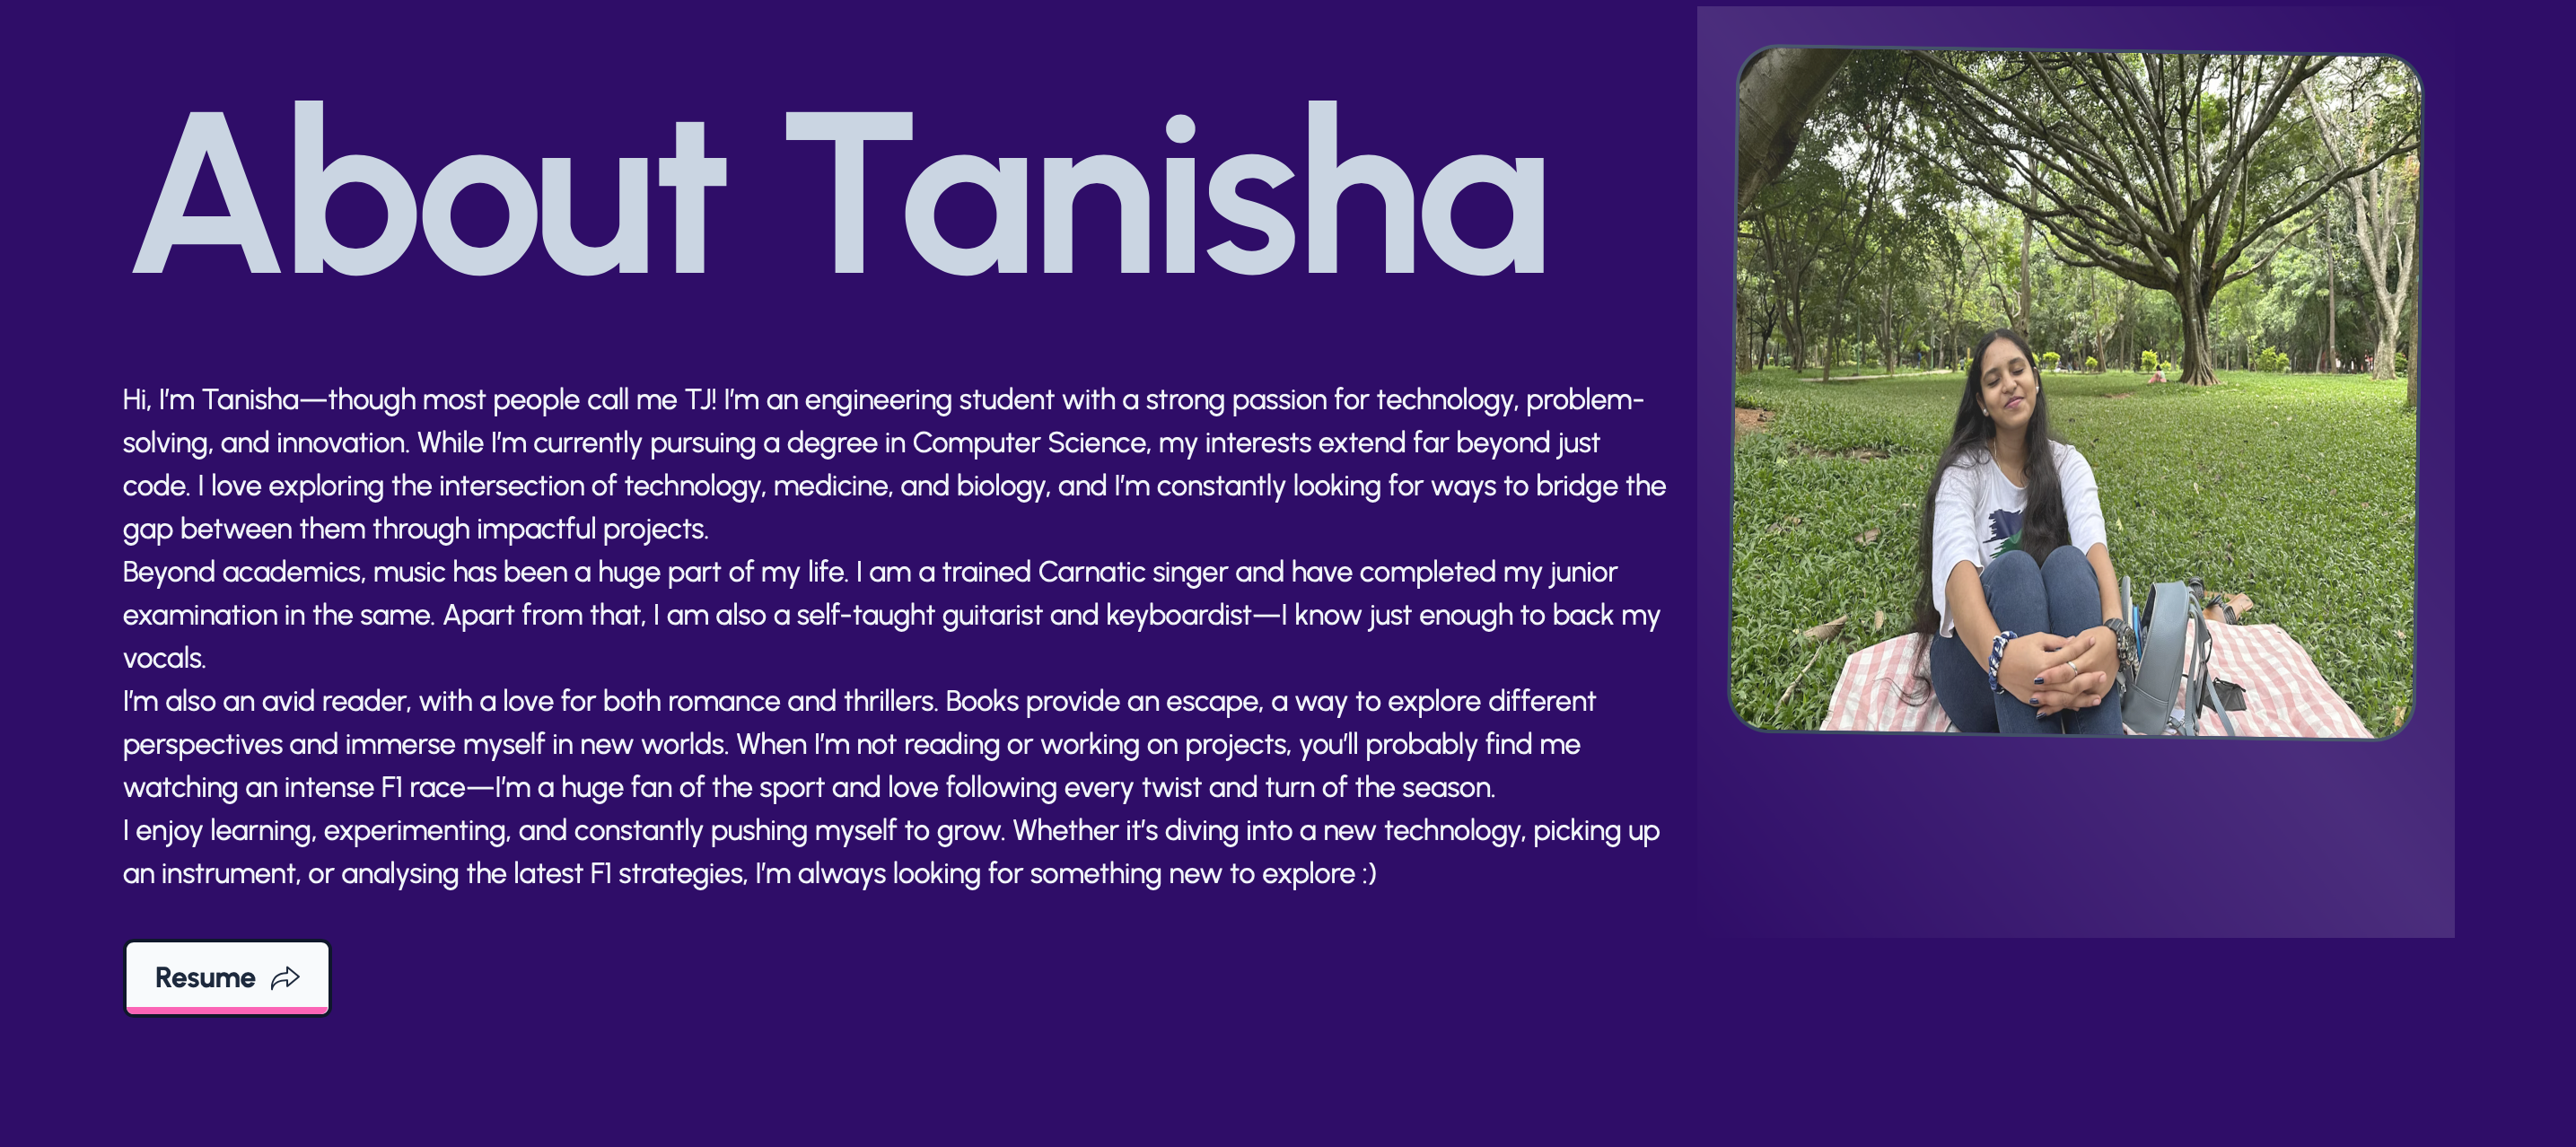 About Tanisha
Hi, I'm Tanisha—though most people call me TJ! I'm an engineering student with a strong passion for technology, problem-
solving, and innovation. While I'm currently pursuing a degree in Computer Science, my interests extend far beyond just
code. I love exploring the intersection of technology, medicine, and biology, and I'm constantly looking for ways to bridge the
gap between them through impactful projects.
Beyond academics, music has been a huge part of my life. I am a trained Carnatic singer and have completed my junior
examination in the same. Apart from that, I am also a self-taught guitarist and keyboardist—I know just enough to back my
vocals.
I'm also an avid reader, with a love for both romance and thrillers. Books provide an escape, a way to explore different
perspectives and immerse myself in new worlds. When I'm not reading or working on projects, you'll probably find me
watching an intense F1 race—I'm a huge fan of the sport and love following every twist and turn of the season.
I enjoy learning, experimenting, and constantly pushing myself to grow. Whether it's diving into a new technology, picking up
an instrument, or analysing the latest F1 strategies, I'm always looking for something new to explore :)
Resume